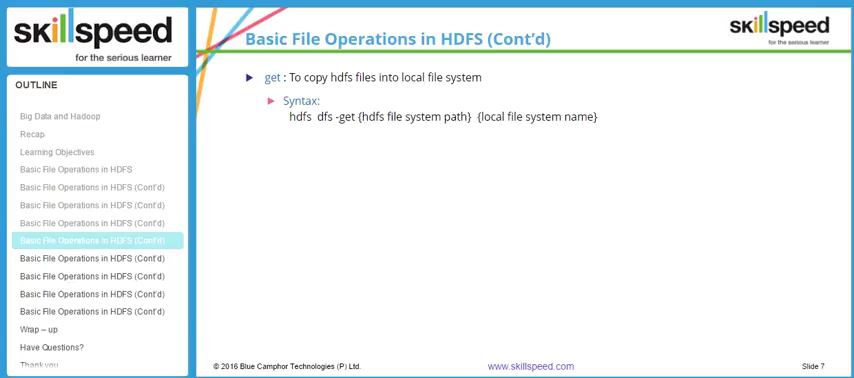 skillspeed
for the serious learner
OUTLINE
Big Data and Hadoop
Recap
Learning Objectives
Basic File Operations in HDFS
Basic File Operations in HDFS (Cont'd)
Basic File Operations in HDFS (Cont'd)
Basic File Operations in HDFS (Cont'd)
Basic File Operations in HDFS (Cont'd)
Basic File Operations in HDFS (Cont'd)
Basic File Operations in HDFS (Cont'd)
Basic File Operations in HDFS (Cont'd)
Basic File Operations in HDFS (Cont'd)
Wrap – up
Have Questions?
Thank you
Basic File Operations in HDFS (Cont'd)
skillspeed
for the serious learner
get : To copy hdfs files into local file system
Syntax:
hdfs dfs -get {hdfs file system path} {local file system name}
© 2016 Blue Camphor Technologies (P) Ltd.
www.skillspeed.com
Slide 7